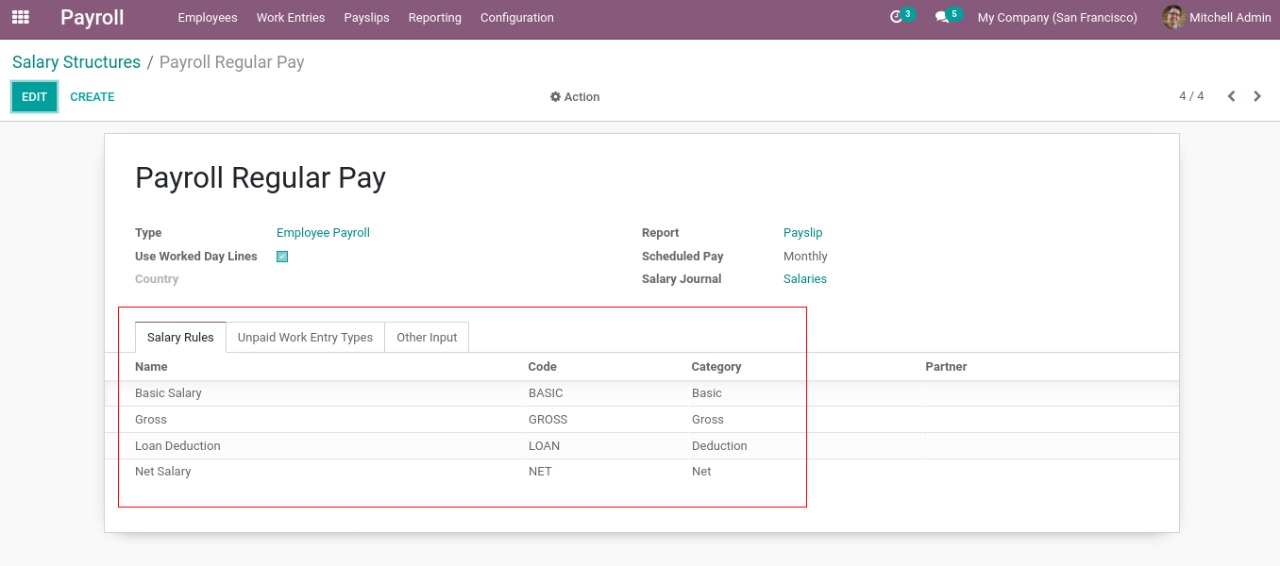 Payroll Employees Work Entries Payslips Reporting Configuration 3 5 My Company (San Francisco) Mitchell Admin
Salary Structures / Payroll Regular Pay
EDIT CREATE Action 4 / 4
Payroll Regular Pay
Type Employee Payroll Report Payslip
Use Worked Day Lines Scheduled Pay Monthly
Country Salary Journal Salaries
Salary Rules Unpaid Work Entry Types Other Input
Name Code Category Partner
Basic Salary BASIC Basic
Gross GROSS Gross
Loan Deduction LOAN Deduction
Net Salary NET Net